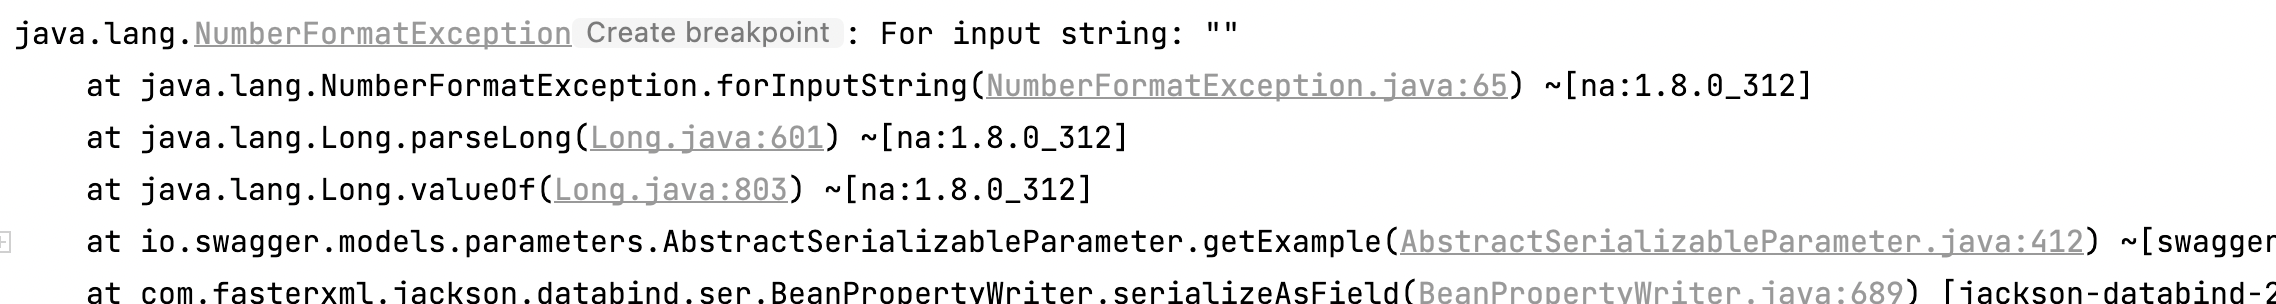 java.lang.NumberFormatException Create breakpoint : For input string: ""
at java.lang.NumberFormatException.forInputString(NumberFormatException.java:65) ~[na:1.8.0_312]
at java.lang.Long.parseLong(Long.java:601) ~[na:1.8.0_312]
at java.lang.Long.valueOf(Long.java:803) ~[na:1.8.0_312]
at io.swagger.models.parameters.AbstractSerializableParameter.getExample(AbstractSerializableParameter.java:412) ~[swagger
at com.fasterxml.jackson.databind.ser.BeanPropertyWriter.serializeAsField(BeanPropertyWriter.java:689) [jackson-databind-2